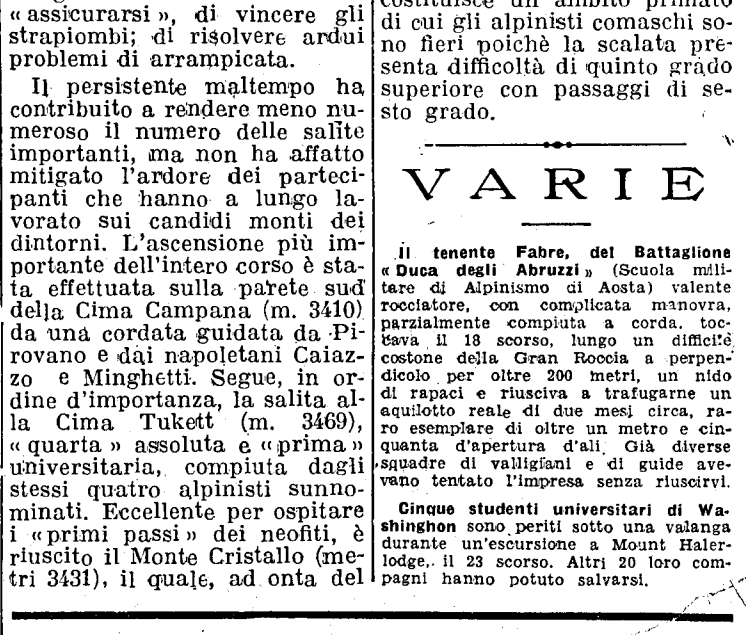 « assicurarsi », di vincere gli
strapiombi; di risolvere ardui
problemi di arrampicata.
Il persistente maltempo ha
contribuito a rendere meno nu-
meroso il numero delle salite
importanti, ma non ha affatto
mitigato l'ardore dei parteci-
panti che hanno a lungo la-
vorato sui candidi monti dei
dintorni. L'ascensione più im-
portante dell'intero corso è sta-
ta effettuata sulla parete sud
della Cima Campana (m. 3410)
da una cordata guidata da Pi-
rovano e dai napoletani Caiaz-
zo e Minghetti. Segue, in or-
dine d'importanza, la salita al-
la Cima Tukett (m. 3469),
« quarta » assoluta e « prima »
universitaria, compiuta dagli
stessi quatro alpinisti sunno-
minati. Eccellente per ospitare
i « primi passi » dei neofiti, è
riuscito il Monte Cristallo (me-
tri 3431), il quale, ad onta del
costituisce un ambito primato
di cui gli alpinisti comaschi so-
no fieri poichè la scalata pre-
senta difficoltà di quinto grado
superiore con passaggi di se-
sto grado.
VARIE
Il tenente Fabre, del Battaglione
« Duca degli Abruzzi » (Scuola mili-
tare di Alpinismo di Aosta) valente
rocciatore, con complicata manovra,
parzialmente compiuta a corda, toc-
cava il 18 scorso, lungo un difficile
costone della Gran Roccia a perpen-
dicolo per oltre 200 metri, un nido
di rapaci e riusciva a trafugarne un
aquilotto reale di due mesi circa, ra-
ro esemplare di oltre un metro e cin-
quanta d'apertura d'ali. Già diverse
squadre di valligiani e di guide ave-
vano tentato l'impresa senza riuscirvi.
Cinque studenti universitari di Wa-
shinghon sono periti sotto una valanga
durante un'escursione a Mount Haler-
lodge, il 23 scorso. Altri 20 loro com-
pagni hanno potuto salvarsi.